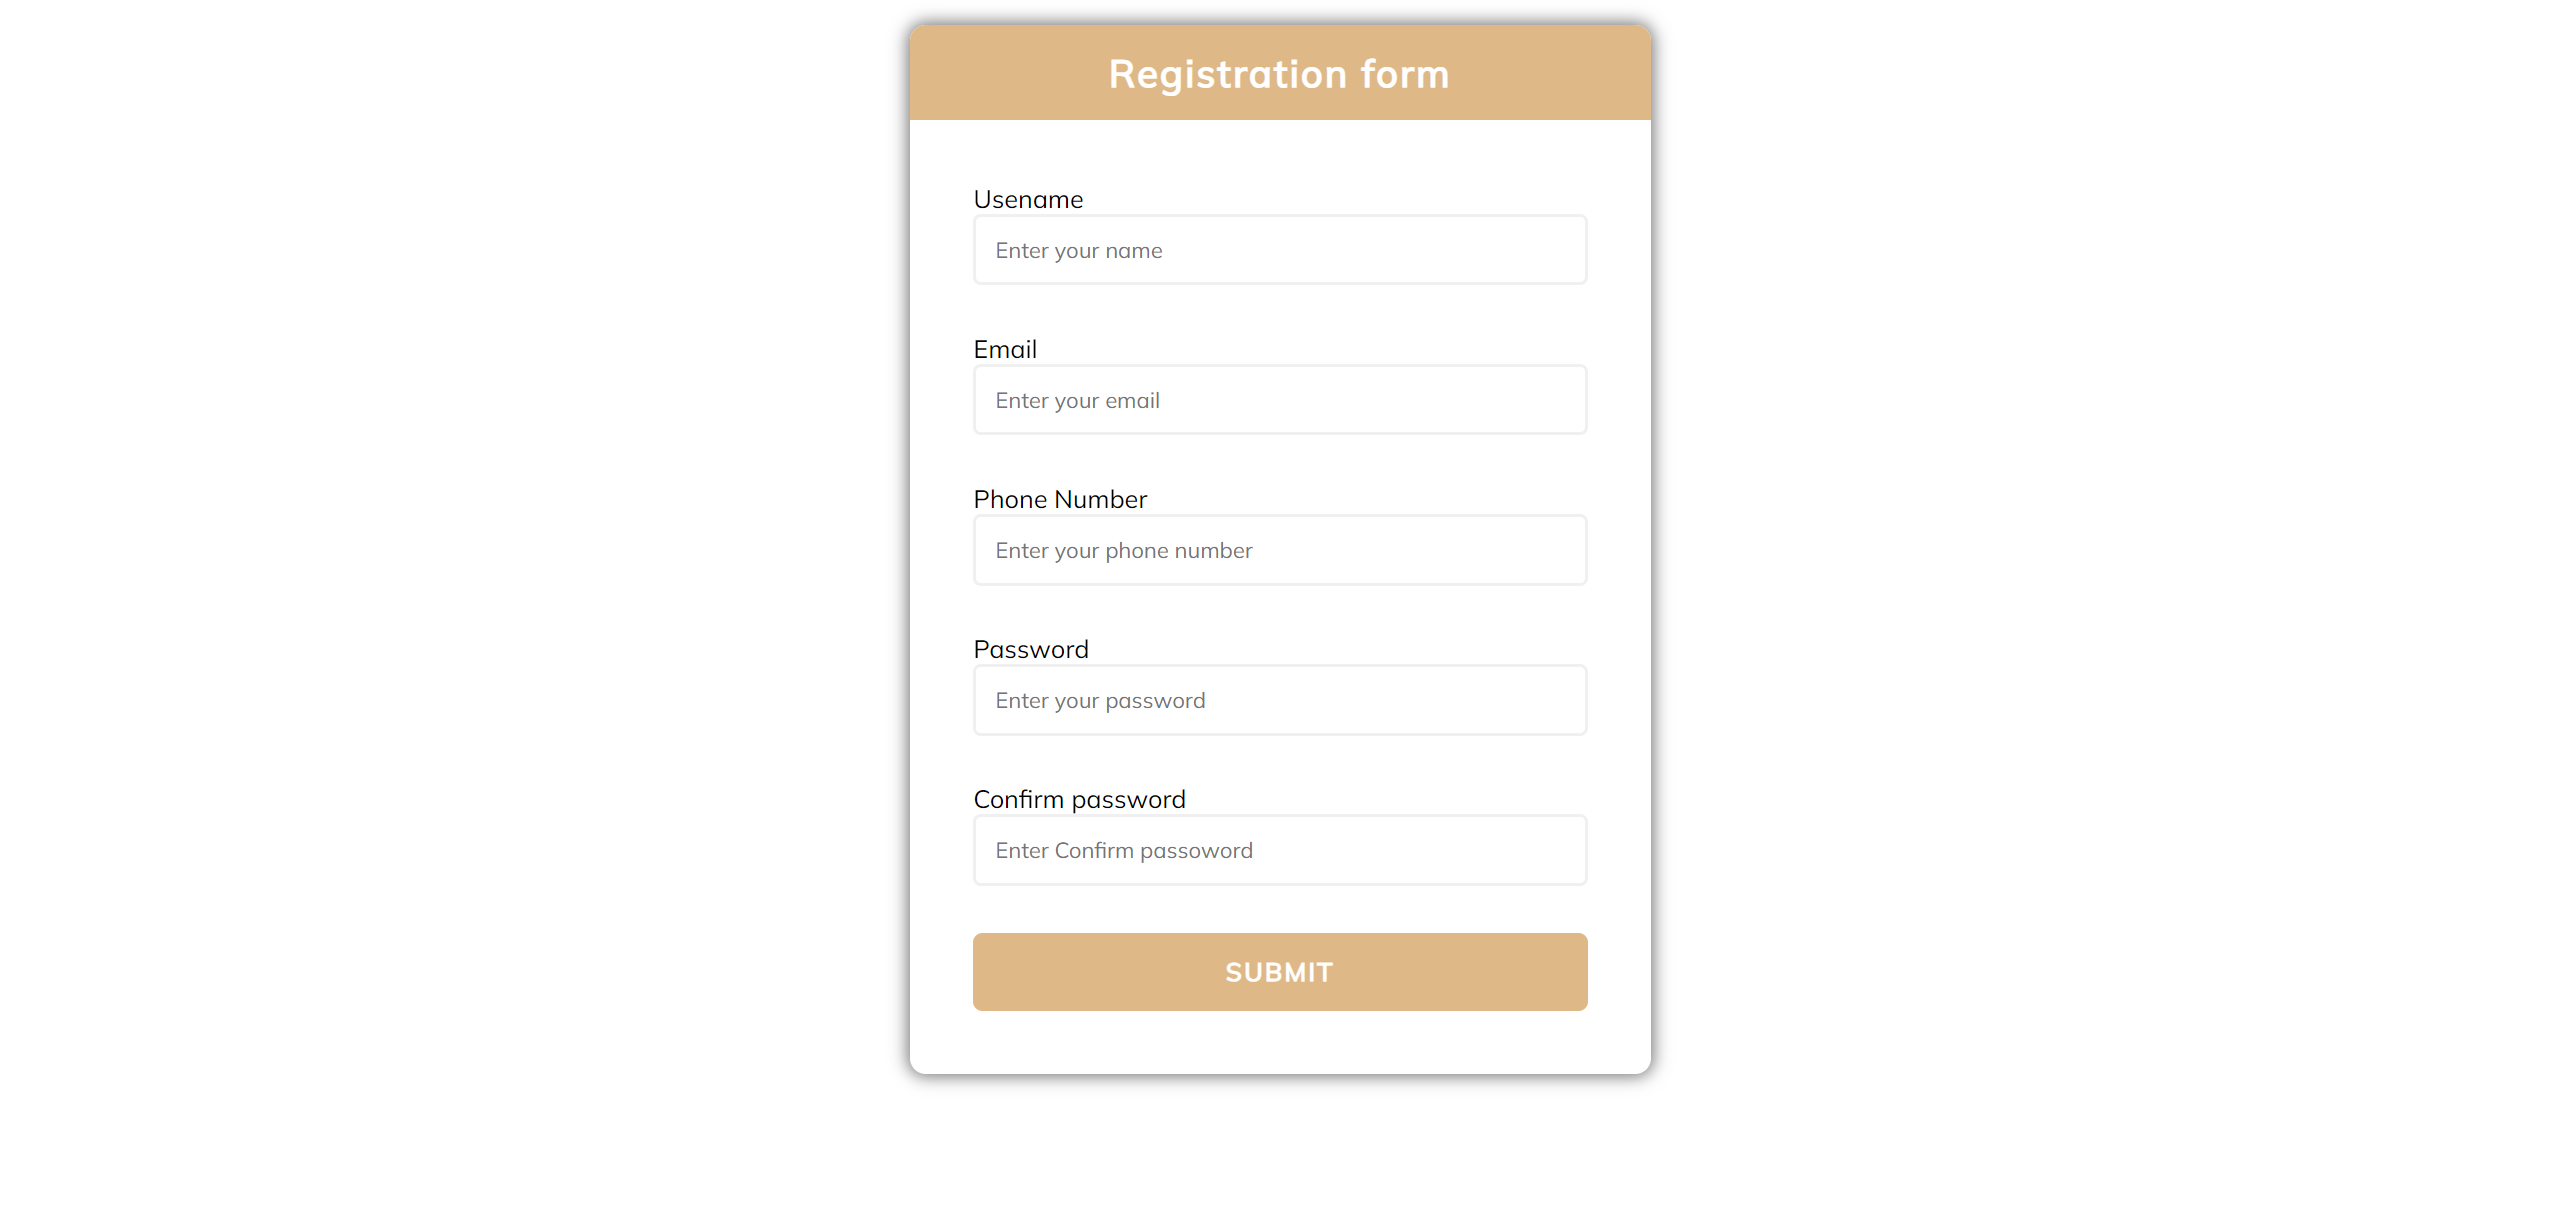 Registration form
Usename
Enter your name
Email
Enter your email
Phone Number
Enter your phone number
Password
Enter your password
Confirm password
Enter Confirm passoword
SUBMIT